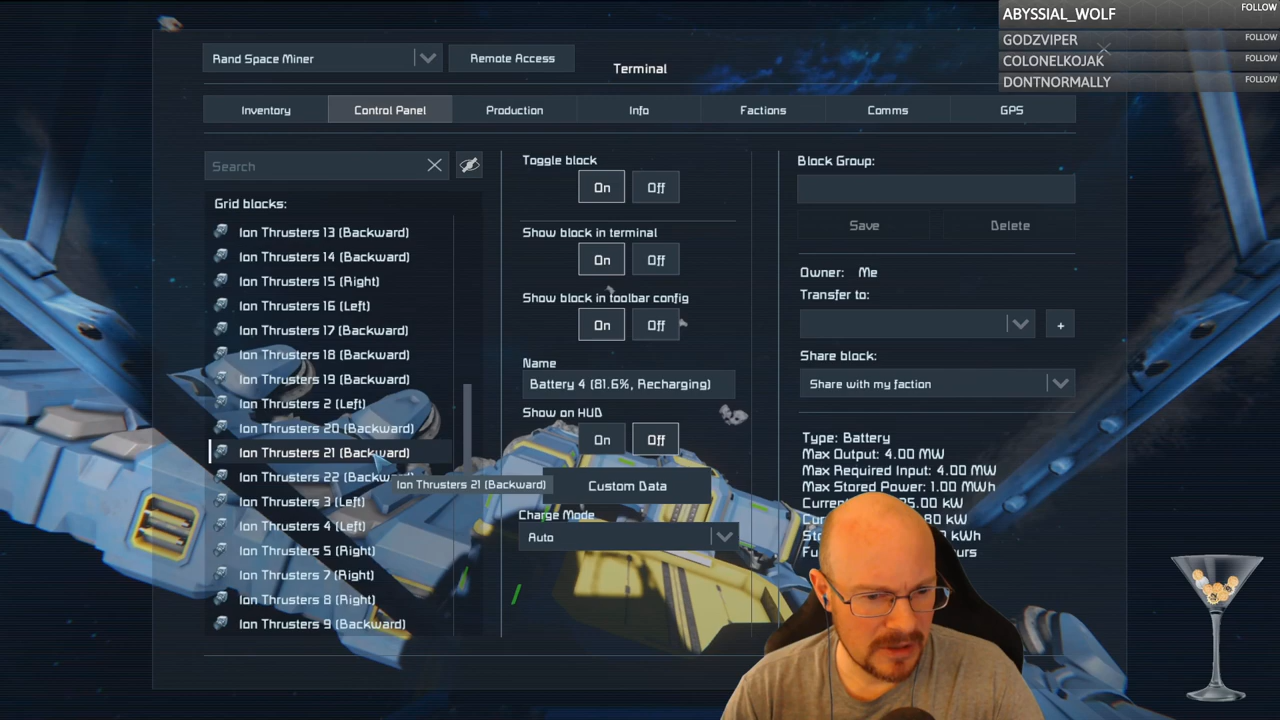 ABYSSIAL_WOLF FOLLOW
GODZVIPER FOLLOW
COLONELKOJAK FOLLOW
DONTNORMALLY FOLLOW
Rand Space Miner
Remote Access
Terminal
Inventory
Control Panel
Production
Info
Factions
Comms
GPS
Search
Grid blocks:
Ion Thrusters 13 (Backward)
Ion Thrusters 14 (Backward)
Ion Thrusters 15 (Right)
Ion Thrusters 16 (Left)
Ion Thrusters 17 (Backward)
Ion Thrusters 18 (Backward)
Ion Thrusters 19 (Backward)
Ion Thrusters 2 (Left)
Ion Thrusters 20 (Backward)
Ion Thrusters 21 (Backward)
Ion Thrusters 22 (Backw
Ion Thrusters 21 (Backward)
Ion Thrusters 3 (Left)
Ion Thrusters 4 (Left)
Ion Thrusters 5 (Right)
Ion Thrusters 7 (Right)
Ion Thrusters 8 (Right)
Ion Thrusters 9 (Backward)
Toggle block
On Off
Show block in terminal
On Off
Show block in toolbar config
On Off
Name
Battery 4 (81.6%, Recharging)
Show on HUD
On Off
Custom Data
Charge Mode
Auto
Block Group:
Save Delete
Owner: Me
Transfer to:
+
Share block:
Share with my faction
Type: Battery
Max Output: 4.00 MW
Max Required Input: 4.00 MW
Max Stored Power: 1.00 MWh